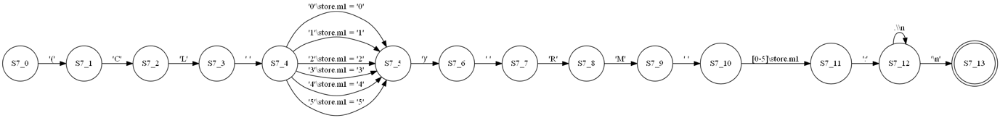 '0'\store.m1 = '0'
'1'\store.m1 = '1'
'2'\store.m1 = '2'
'3'\store.m1 = '3'
'4'\store.m1 = '4'
'5'\store.m1 = '5'
S7_0 '(' S7_1 'C' S7_2 'L' S7_3 ' ' S7_4 S7_5 ')' S7_6 ' ' S7_7 'R' S7_8 'M' S7_9 ' ' S7_10 [0-5]\store.m1 S7_11 ':' S7_12 '\n' S7_13
.\\n